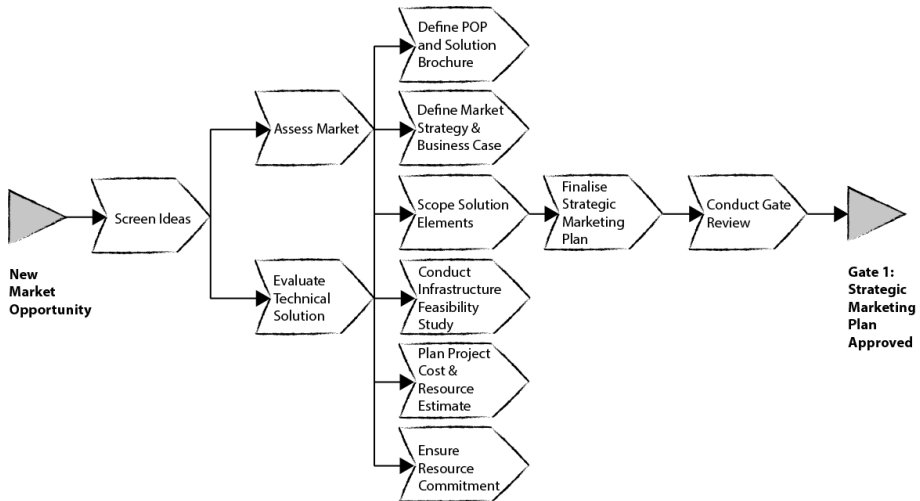 New
Market
Opportunity
Screen Ideas
Assess Market
Evaluate
Technical
Solution
Define POP
and Solution
Brochure
Define Market
Strategy &
Business Case
Scope Solution
Elements
Conduct
Infrastructure
Feasibility
Study
Plan Project
Cost &
Resource
Estimate
Ensure
Resource
Commitment
Finalise
Strategic
Marketing
Plan
Conduct Gate
Review
Gate 1:
Strategic
Marketing
Plan
Approved